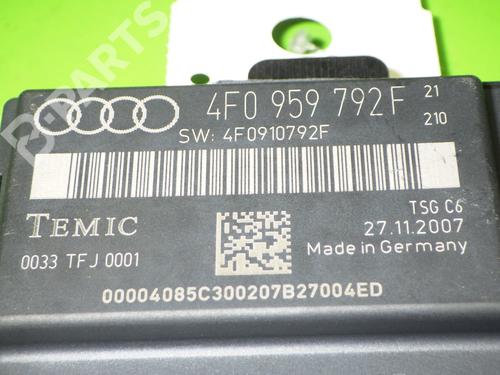 B-PARTS
4F0 959 792F 21
210
SW: 4F0910792F
TEMIC
TSG C6
27.11.2007
0033 TFJ 0001
Made in Germany
00004085C300207B27004ED